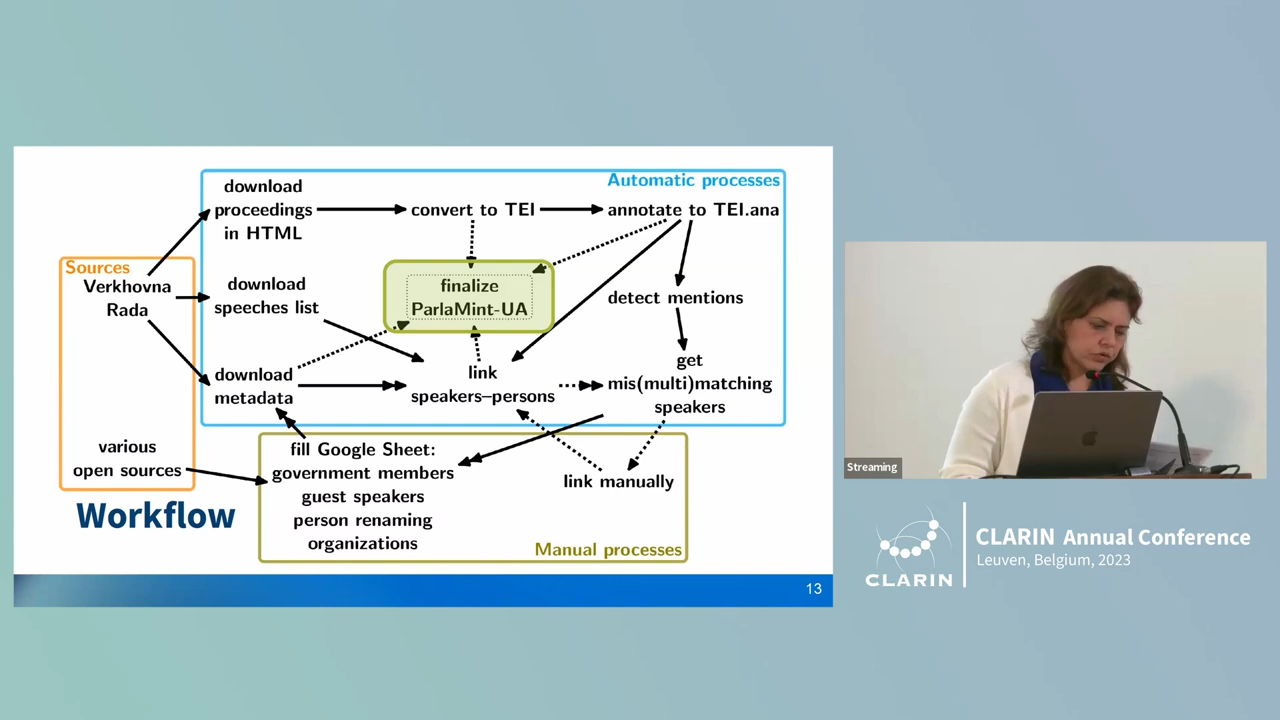 Automatic processes
download
proceedings
in HTML
convert to TEI
annotate to TEI.ana
Sources
Verkhovna
Rada
download
speeches list
finalize
ParlaMint-UA
detect mentions
download
metadata
link
speakers–persons
get
mis(multi)matching
speakers
various
open sources
fill Google Sheet:
government members
guest speakers
person renaming
organizations
link manually
Manual processes
Workflow
13
Streaming
CLARIN
CLARIN Annual Conference
Leuven, Belgium, 2023